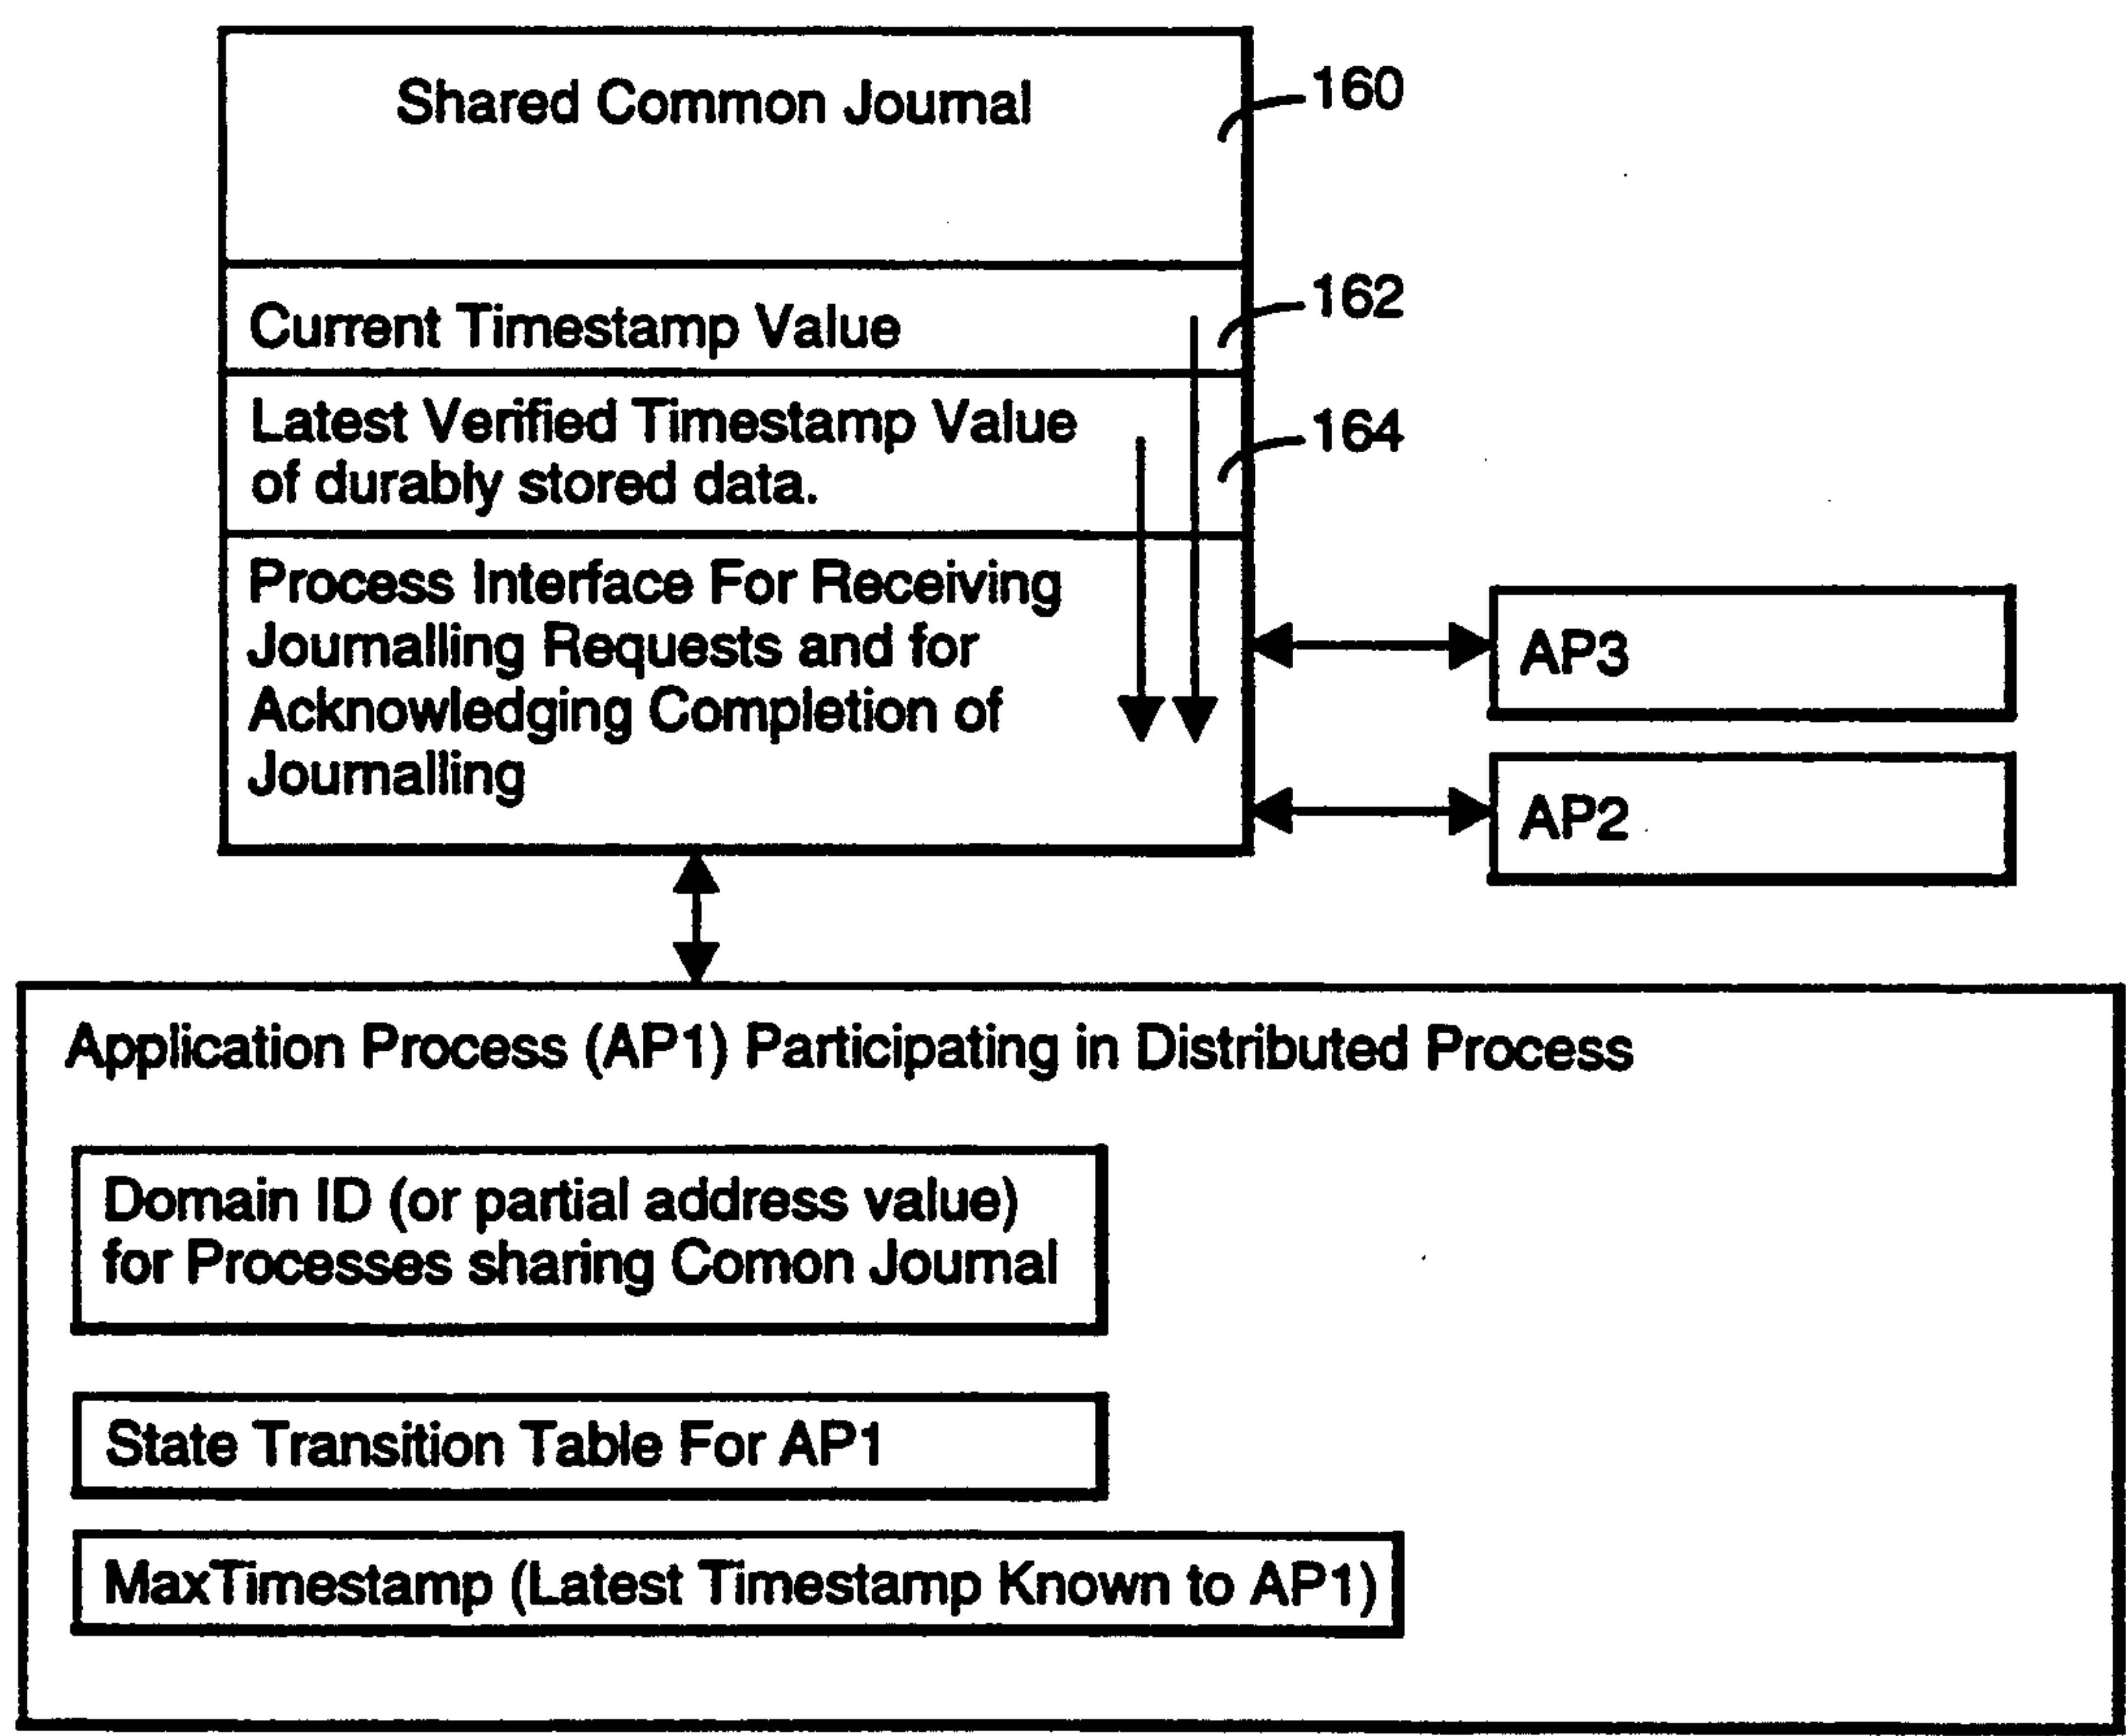 Shared Common Journal
160
Current Timestamp Value
162
Latest Verified Timestamp Value
of durably stored data.
164
Process Interface For Receiving
Journalling Requests and for
Acknowledging Completion of
Journalling
AP3
AP2
Application Process (AP1) Participating in Distributed Process
Domain ID (or partial address value)
for Processes sharing Comon Journal
State Transition Table For AP1
MaxTimestamp (Latest Timestamp Known to AP1)